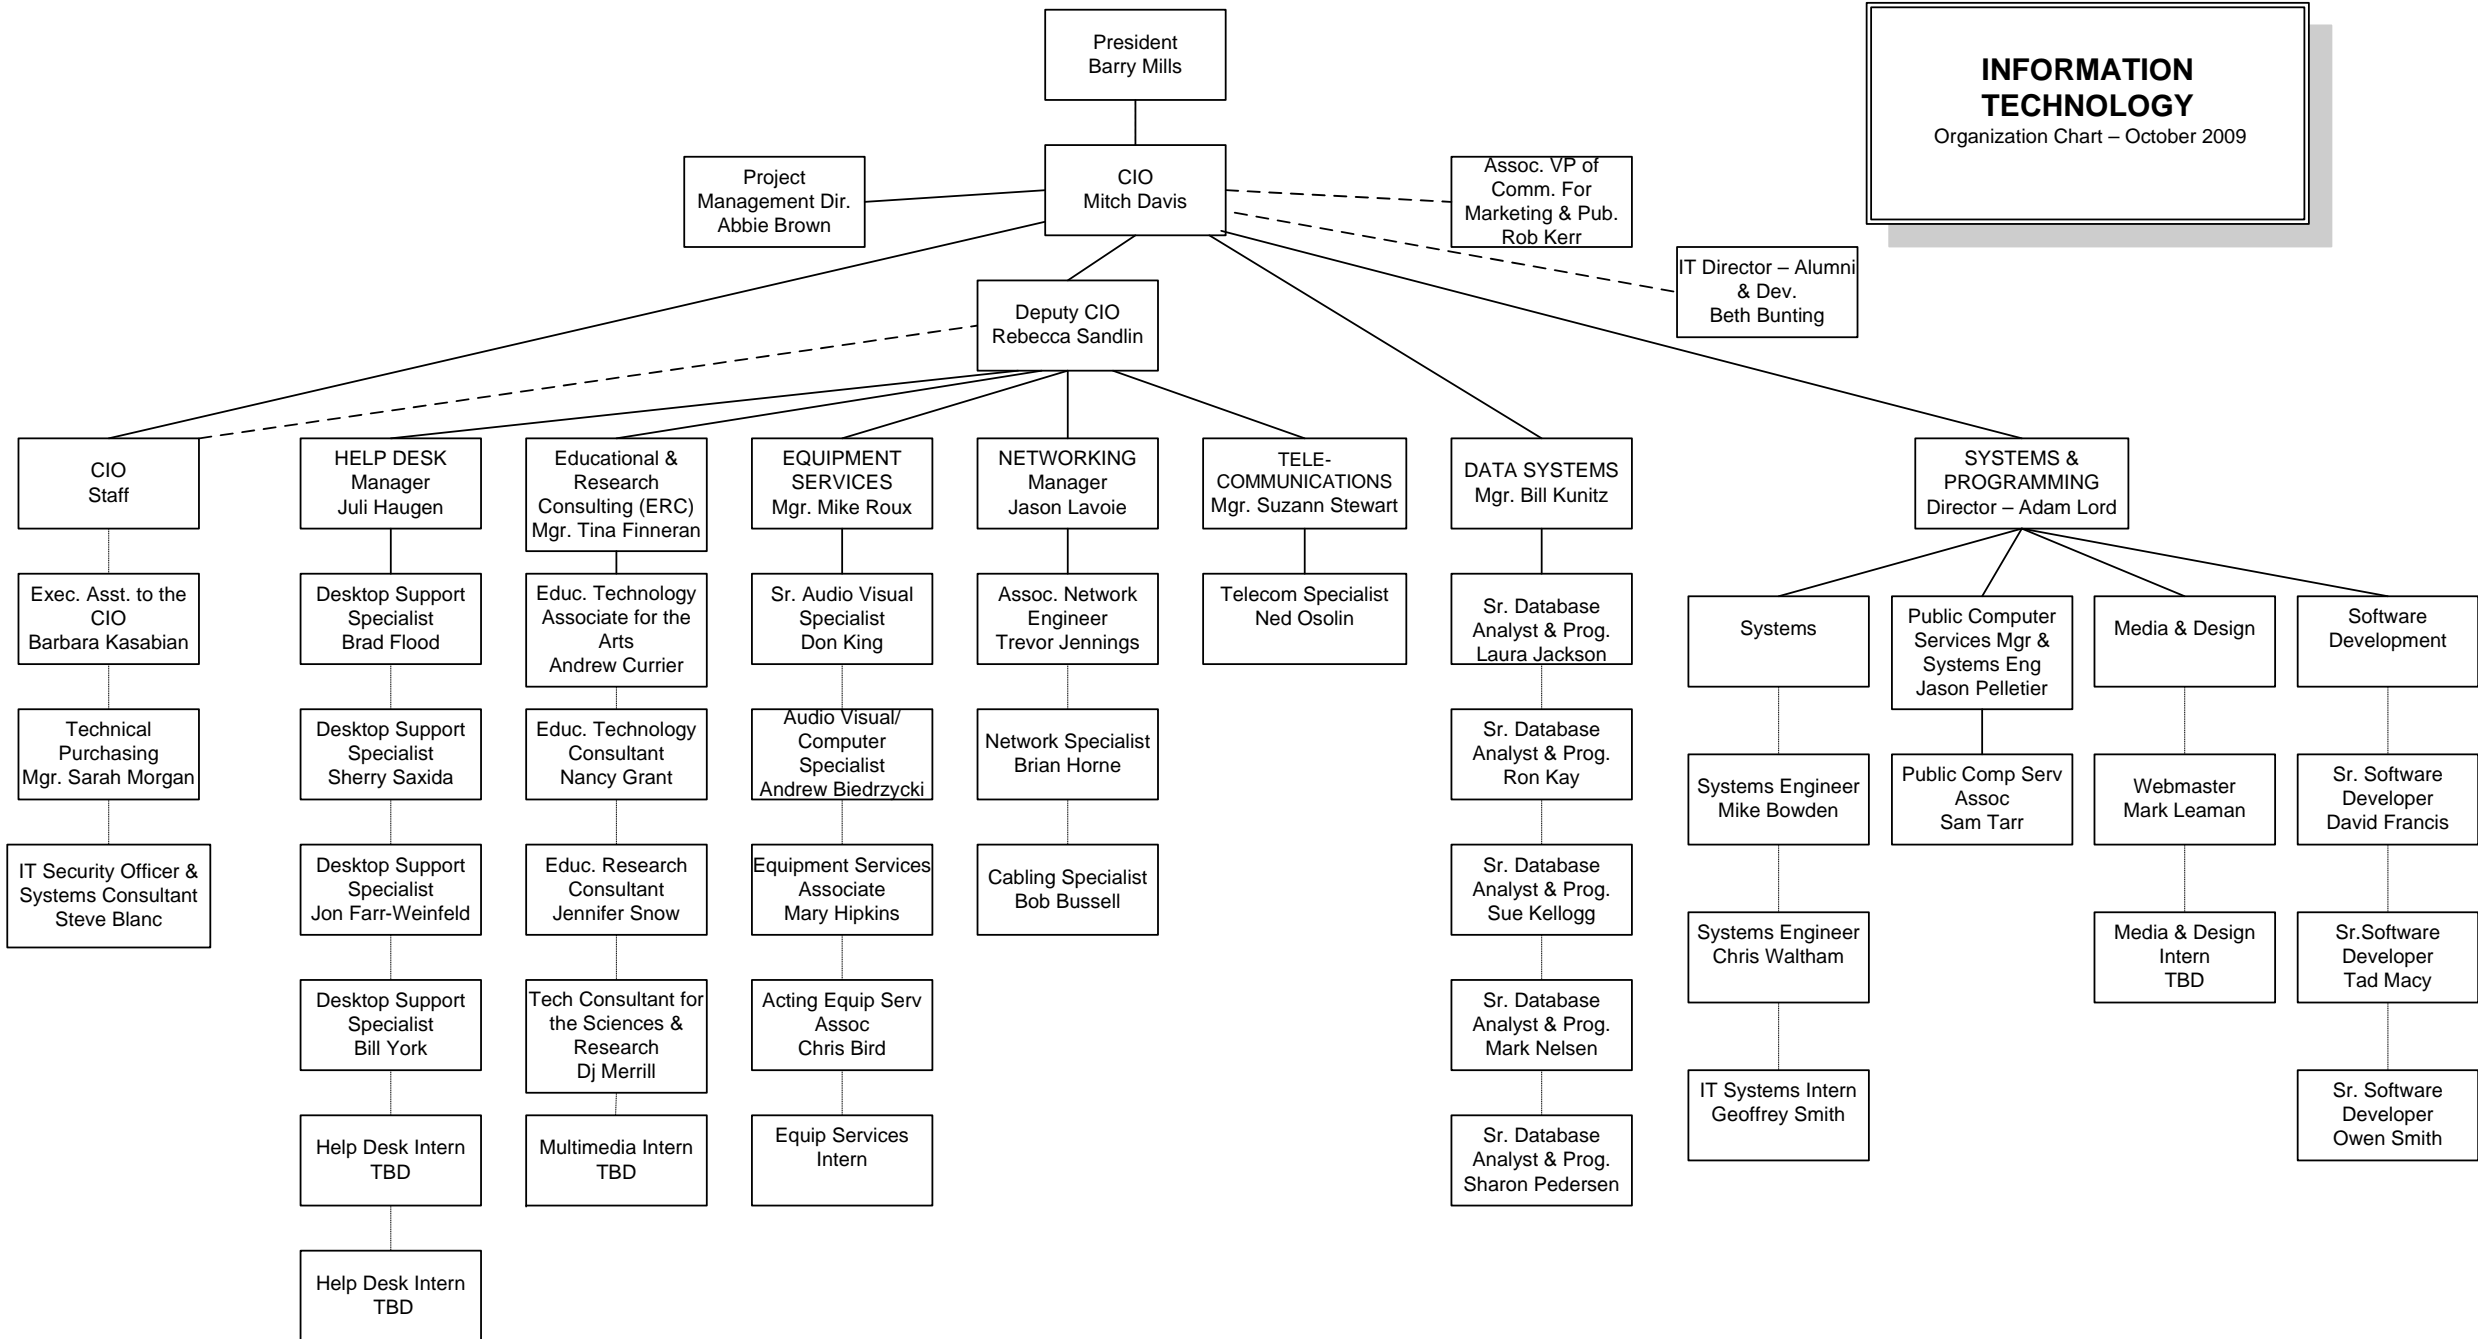 President
Barry Mills
INFORMATION
TECHNOLOGY
Organization Chart – October 2009
Project
Management Dir.
Abbie Brown
CIO
Mitch Davis
Assoc. VP of
Comm. For
Marketing & Pub.
Rob Kerr
IT Director – Alumni
& Dev.
Beth Bunting
Deputy CIO
Rebecca Sandlin
CIO
Staff
HELP DESK
Manager
Juli Haugen
Educational &
Research
Consulting (ERC)
Mgr. Tina Finneran
EQUIPMENT
SERVICES
Mgr. Mike Roux
NETWORKING
Manager
Jason Lavoie
TELE-
COMMUNICATIONS
Mgr. Suzann Stewart
DATA SYSTEMS
Mgr. Bill Kunitz
SYSTEMS &
PROGRAMMING
Director – Adam Lord
Exec. Asst. to the
CIO
Barbara Kasabian
Desktop Support
Specialist
Brad Flood
Educ. Technology
Associate for the
Arts
Andrew Currier
Sr. Audio Visual
Specialist
Don King
Assoc. Network
Engineer
Trevor Jennings
Telecom Specialist
Ned Osolin
Sr. Database
Analyst & Prog.
Laura Jackson
Systems
Public Computer
Services Mgr &
Systems Eng
Jason Pelletier
Media & Design
Software
Development
Technical
Purchasing
Mgr. Sarah Morgan
Desktop Support
Specialist
Sherry Saxida
Educ. Technology
Consultant
Nancy Grant
Audio Visual/
Computer
Specialist
Andrew Biedrzycki
Network Specialist
Brian Horne
Sr. Database
Analyst & Prog.
Ron Kay
Systems Engineer
Mike Bowden
Public Comp Serv
Assoc
Sam Tarr
Webmaster
Mark Leaman
Sr. Software
Developer
David Francis
IT Security Officer &
Systems Consultant
Steve Blanc
Desktop Support
Specialist
Jon Farr-Weinfeld
Educ. Research
Consultant
Jennifer Snow
Equipment Services
Associate
Mary Hipkins
Cabling Specialist
Bob Bussell
Sr. Database
Analyst & Prog.
Sue Kellogg
Systems Engineer
Chris Waltham
Media & Design
Intern
TBD
Sr.Software
Developer
Tad Macy
Desktop Support
Specialist
Bill York
Tech Consultant for
the Sciences &
Research
Dj Merrill
Acting Equip Serv
Assoc
Chris Bird
Sr. Database
Analyst & Prog.
Mark Nelsen
IT Systems Intern
Geoffrey Smith
Sr. Software
Developer
Owen Smith
Help Desk Intern
TBD
Multimedia Intern
TBD
Equip Services
Intern
Sr. Database
Analyst & Prog.
Sharon Pedersen
Help Desk Intern
TBD